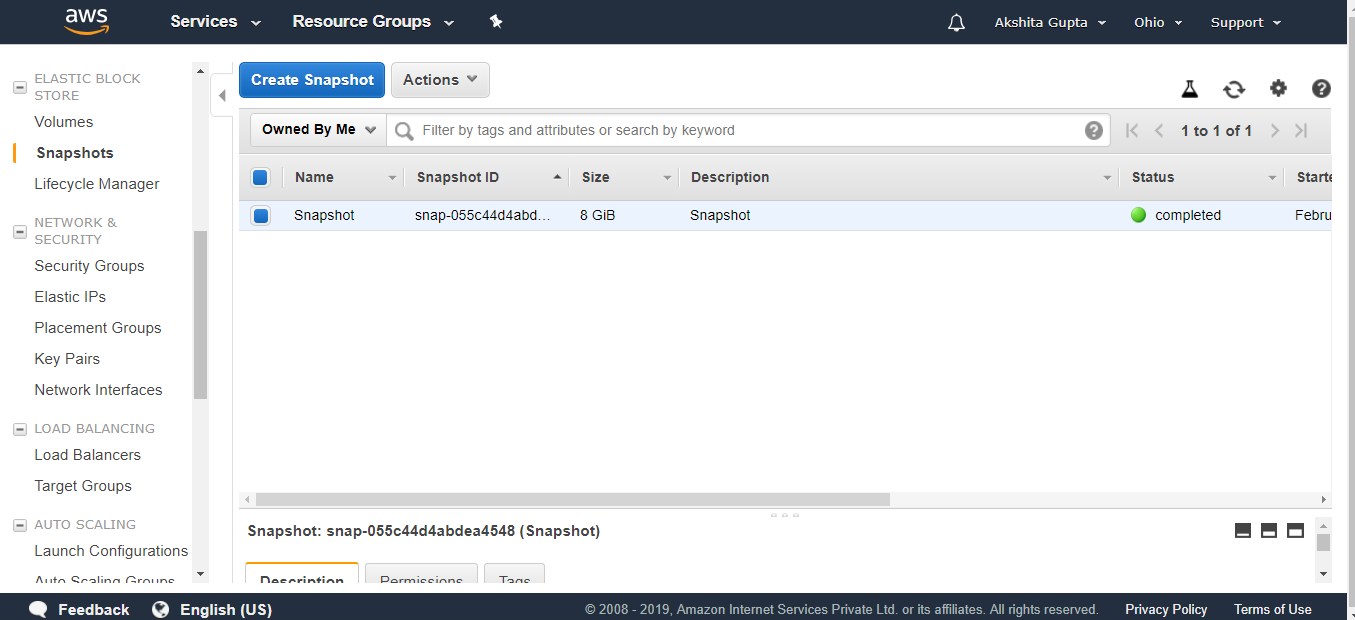 aws Services Resource Groups Akshita Gupta Ohio Support
ELASTIC BLOCK
STORE
Volumes
Snapshots
Lifecycle Manager
NETWORK &
SECURITY
Security Groups
Elastic IPs
Placement Groups
Key Pairs
Network Interfaces
LOAD BALANCING
Load Balancers
Target Groups
AUTO SCALING
Launch Configurations
Auto Scaling Groups
Create Snapshot Actions
Owned By Me Filter by tags and attributes or search by keyword 1 to 1 of 1
Name Snapshot ID Size Description Status Starte
Snapshot snap-055c44d4abd... 8 GiB Snapshot completed Febru
Snapshot: snap-055c44d4abdea4548 (Snapshot)
Description Permissions Tags
Feedback English (US) © 2008 - 2019, Amazon Internet Services Private Ltd. or its affiliates. All rights reserved. Privacy Policy Terms of Use